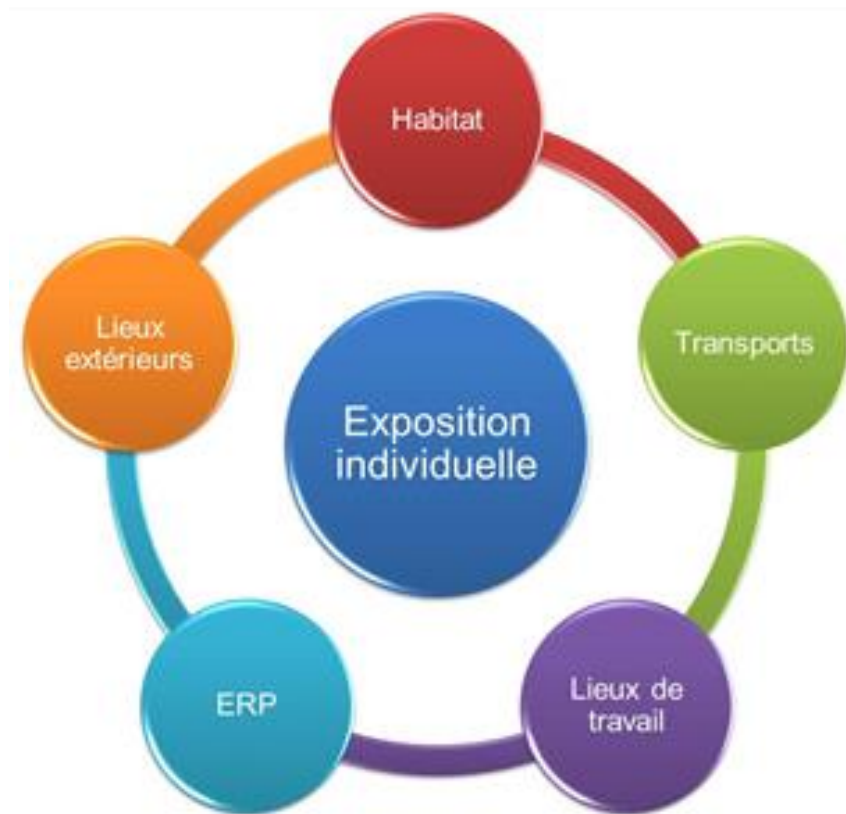 Habitat
Transports
Lieux de
travail
ERP
Lieux
extérieurs
Exposition
individuelle